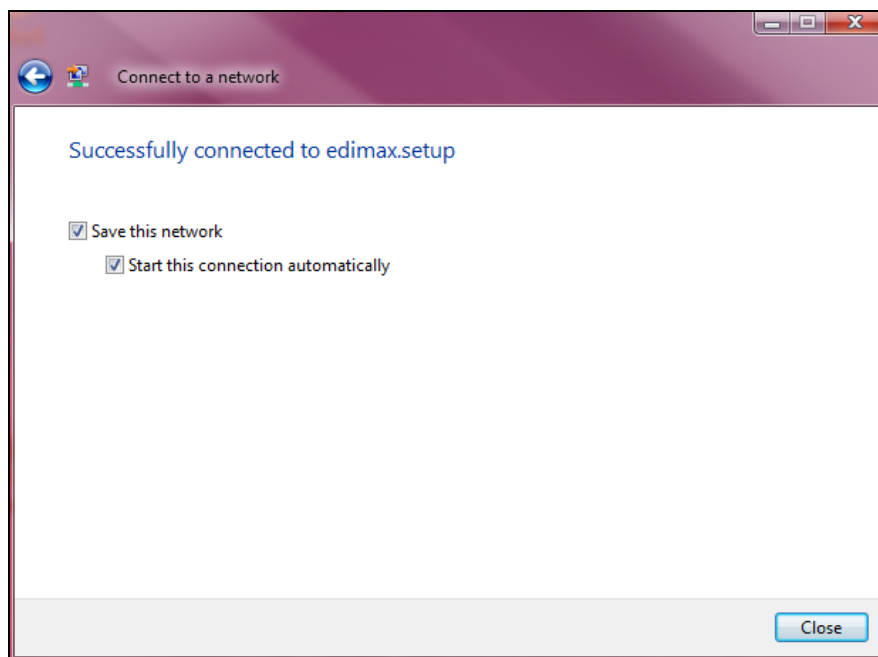 Connect to a network
Successfully connected to edimax.setup
Save this network
Start this connection automatically
Close